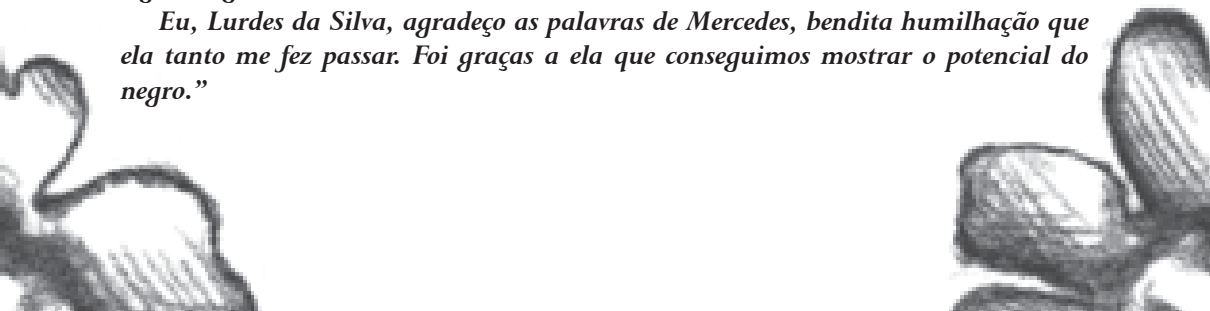 Eu, Lurdes da Silva, agradeço as palavras de Mercedes, bendita humilhação que
ela tanto me fez passar. Foi graças a ela que conseguimos mostrar o potencial do
negro.”